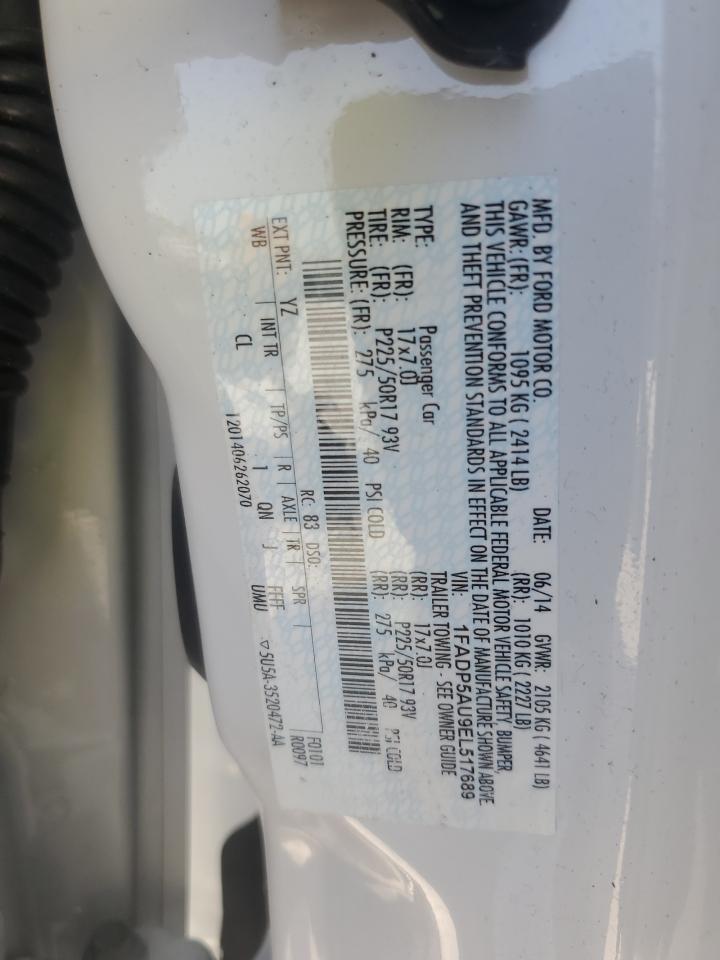 MFD. BY FORD MOTOR CO. DATE: 06/14 GVWR: 2105 KG ( 4641 LB)
GAWR: (FR): 1095 KG ( 2414 LB) (RR): 1010 KG ( 2227 LB)
THIS VEHICLE CONFORMS TO ALL APPLICABLE FEDERAL MOTOR VEHICLE SAFETY, BUMPER,
AND THEFT PREVENTION STANDARDS IN EFFECT ON THE DATE OF MANUFACTURE SHOWN ABOVE
VIN: 1FADP5AU9EL517689
TYPE: Passenger Car TRAILER TOWING - SEE OWNER GUIDE
RIM: (FR): 17x7.0J (RR): 17x7.0J
TIRE: (FR): P225/50R17 93V (RR): P225/50R17 93V
PRESSURE: (FR): 275 kPa/ 40 PSI COLD (RR): 275 kPa/ 40 PSI COLD
RC: 83 DSO: F0101
EXT PNT: YZ R0097
WB | INT TR | TP/PS | R | AXLE | TR | SPR |
CL 1 QN J FFFF
1201406262070 UMU ▽5U5A-3520472-AA